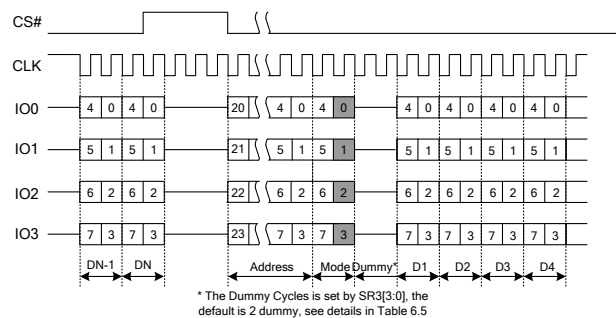 CS#
CLK
IO0 4 0 4 0 20 4 0 4 0 4 0 4 0 4 0 4 0
IO1 5 1 5 1 21 5 1 5 1 5 1 5 1 5 1 5 1
IO2 6 2 6 2 22 6 2 6 2 6 2 6 2 6 2 6 2
IO3 7 3 7 3 23 7 3 7 3 7 3 7 3 7 3 7 3
DN-1 DN Address Mode Dummy* D1 D2 D3 D4
* The Dummy Cycles is set by SR3[3:0], the
default is 2 dummy, see details in Table 6.5